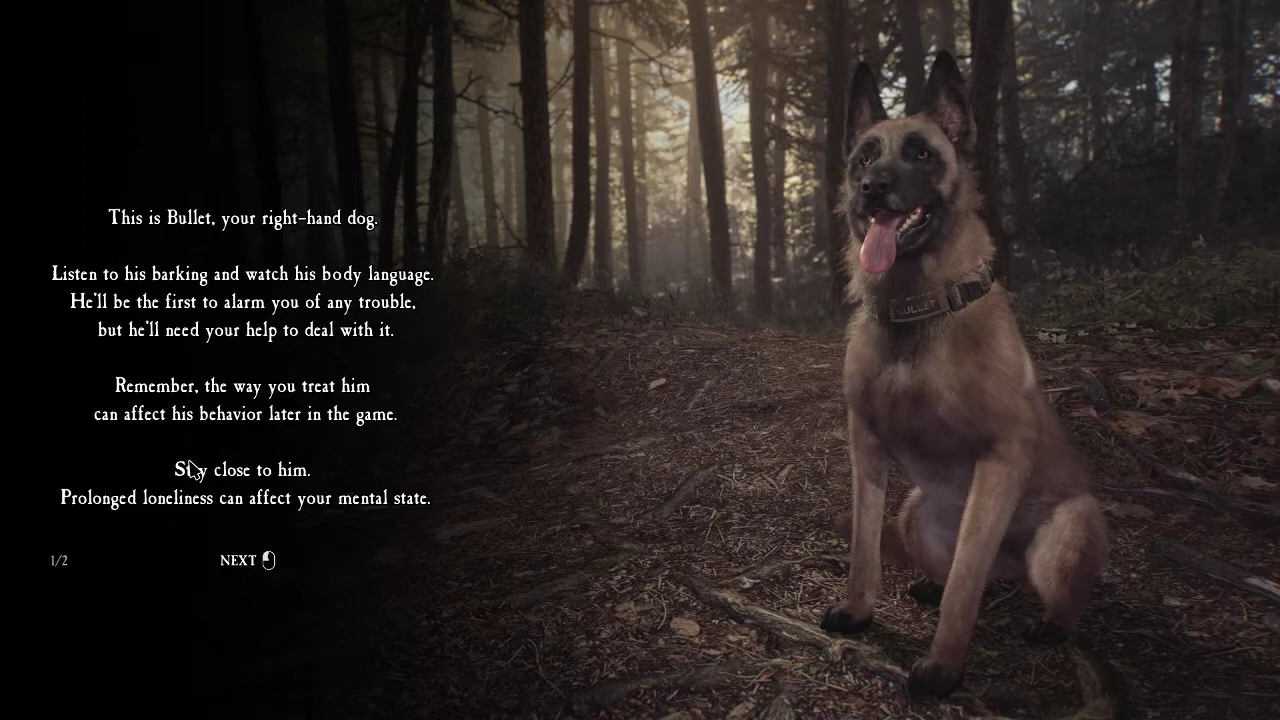 This is Bullet, your right-hand dog.
Listen to his barking and watch his body language.
He'll be the first to alarm you of any trouble,
but he'll need your help to deal with it.
Remember, the way you treat him
can affect his behavior later in the game.
Stay close to him.
Prolonged loneliness can affect your mental state.
1/2
NEXT
BULLET